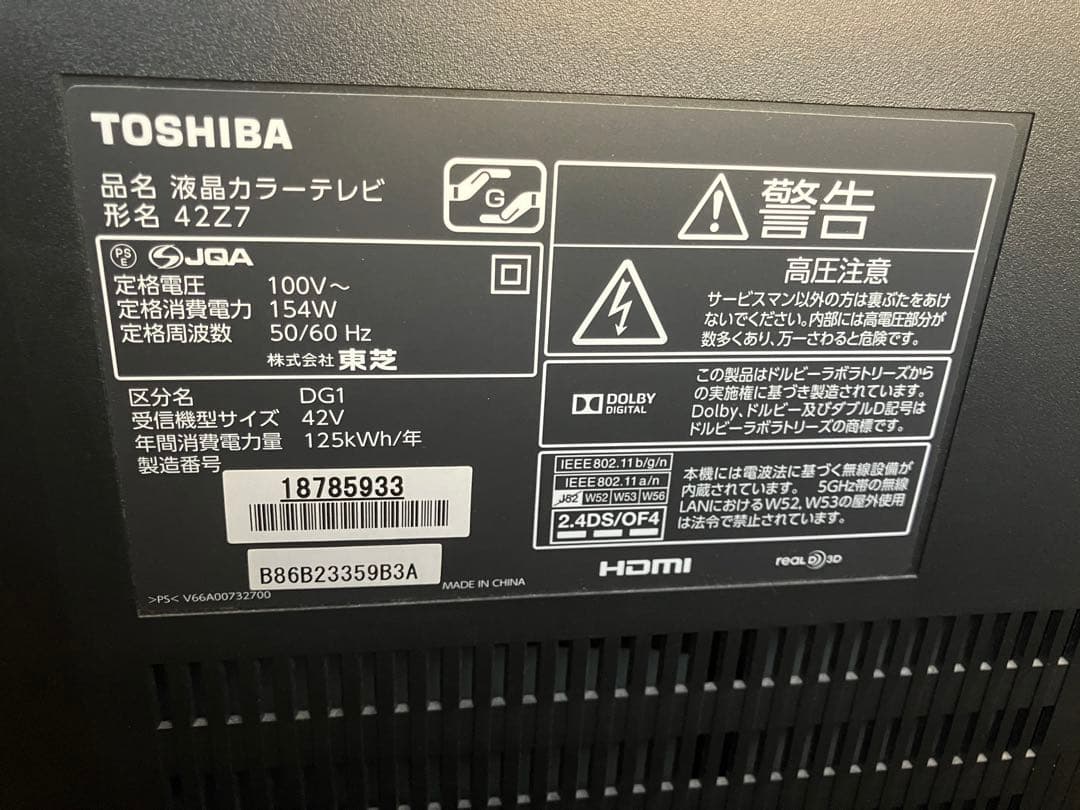 TOSHIBA
品名 液晶カラーテレビ
形名 42Z7
G
PS
E
JQA
定格電圧 100V～
定格消費電力 154W
定格周波数 50/60 Hz
株式会社 東芝
区分名 DG1
受信機型サイズ 42V
年間消費電力量 125kWh/年
製造番号
18785933
B86B23359B3A
MADE IN CHINA
>PS< V66A00732700
警告
高圧注意
サービスマン以外の方は裏ぶたをあけ
ないでください。内部には高電圧部分が
数多くあり、万一さわると危険です。
DOLBY
DIGITAL
この製品はドルビーラボラトリーズから
の実施権に基づき製造されています。
Dolby、ドルビー及びダブルD記号は
ドルビーラボラトリーズの商標です。
IEEE802.11b/g/n
IEEE802.11a/n
J52 W52 W53 W56
2.4DS/OF4
本機には電波法に基づく無線設備が
内蔵されています。 5GHz帯の無線
LANにおけるW52, W53の屋外使用
は法令で禁止されています。
HDMI
REAL D 3D